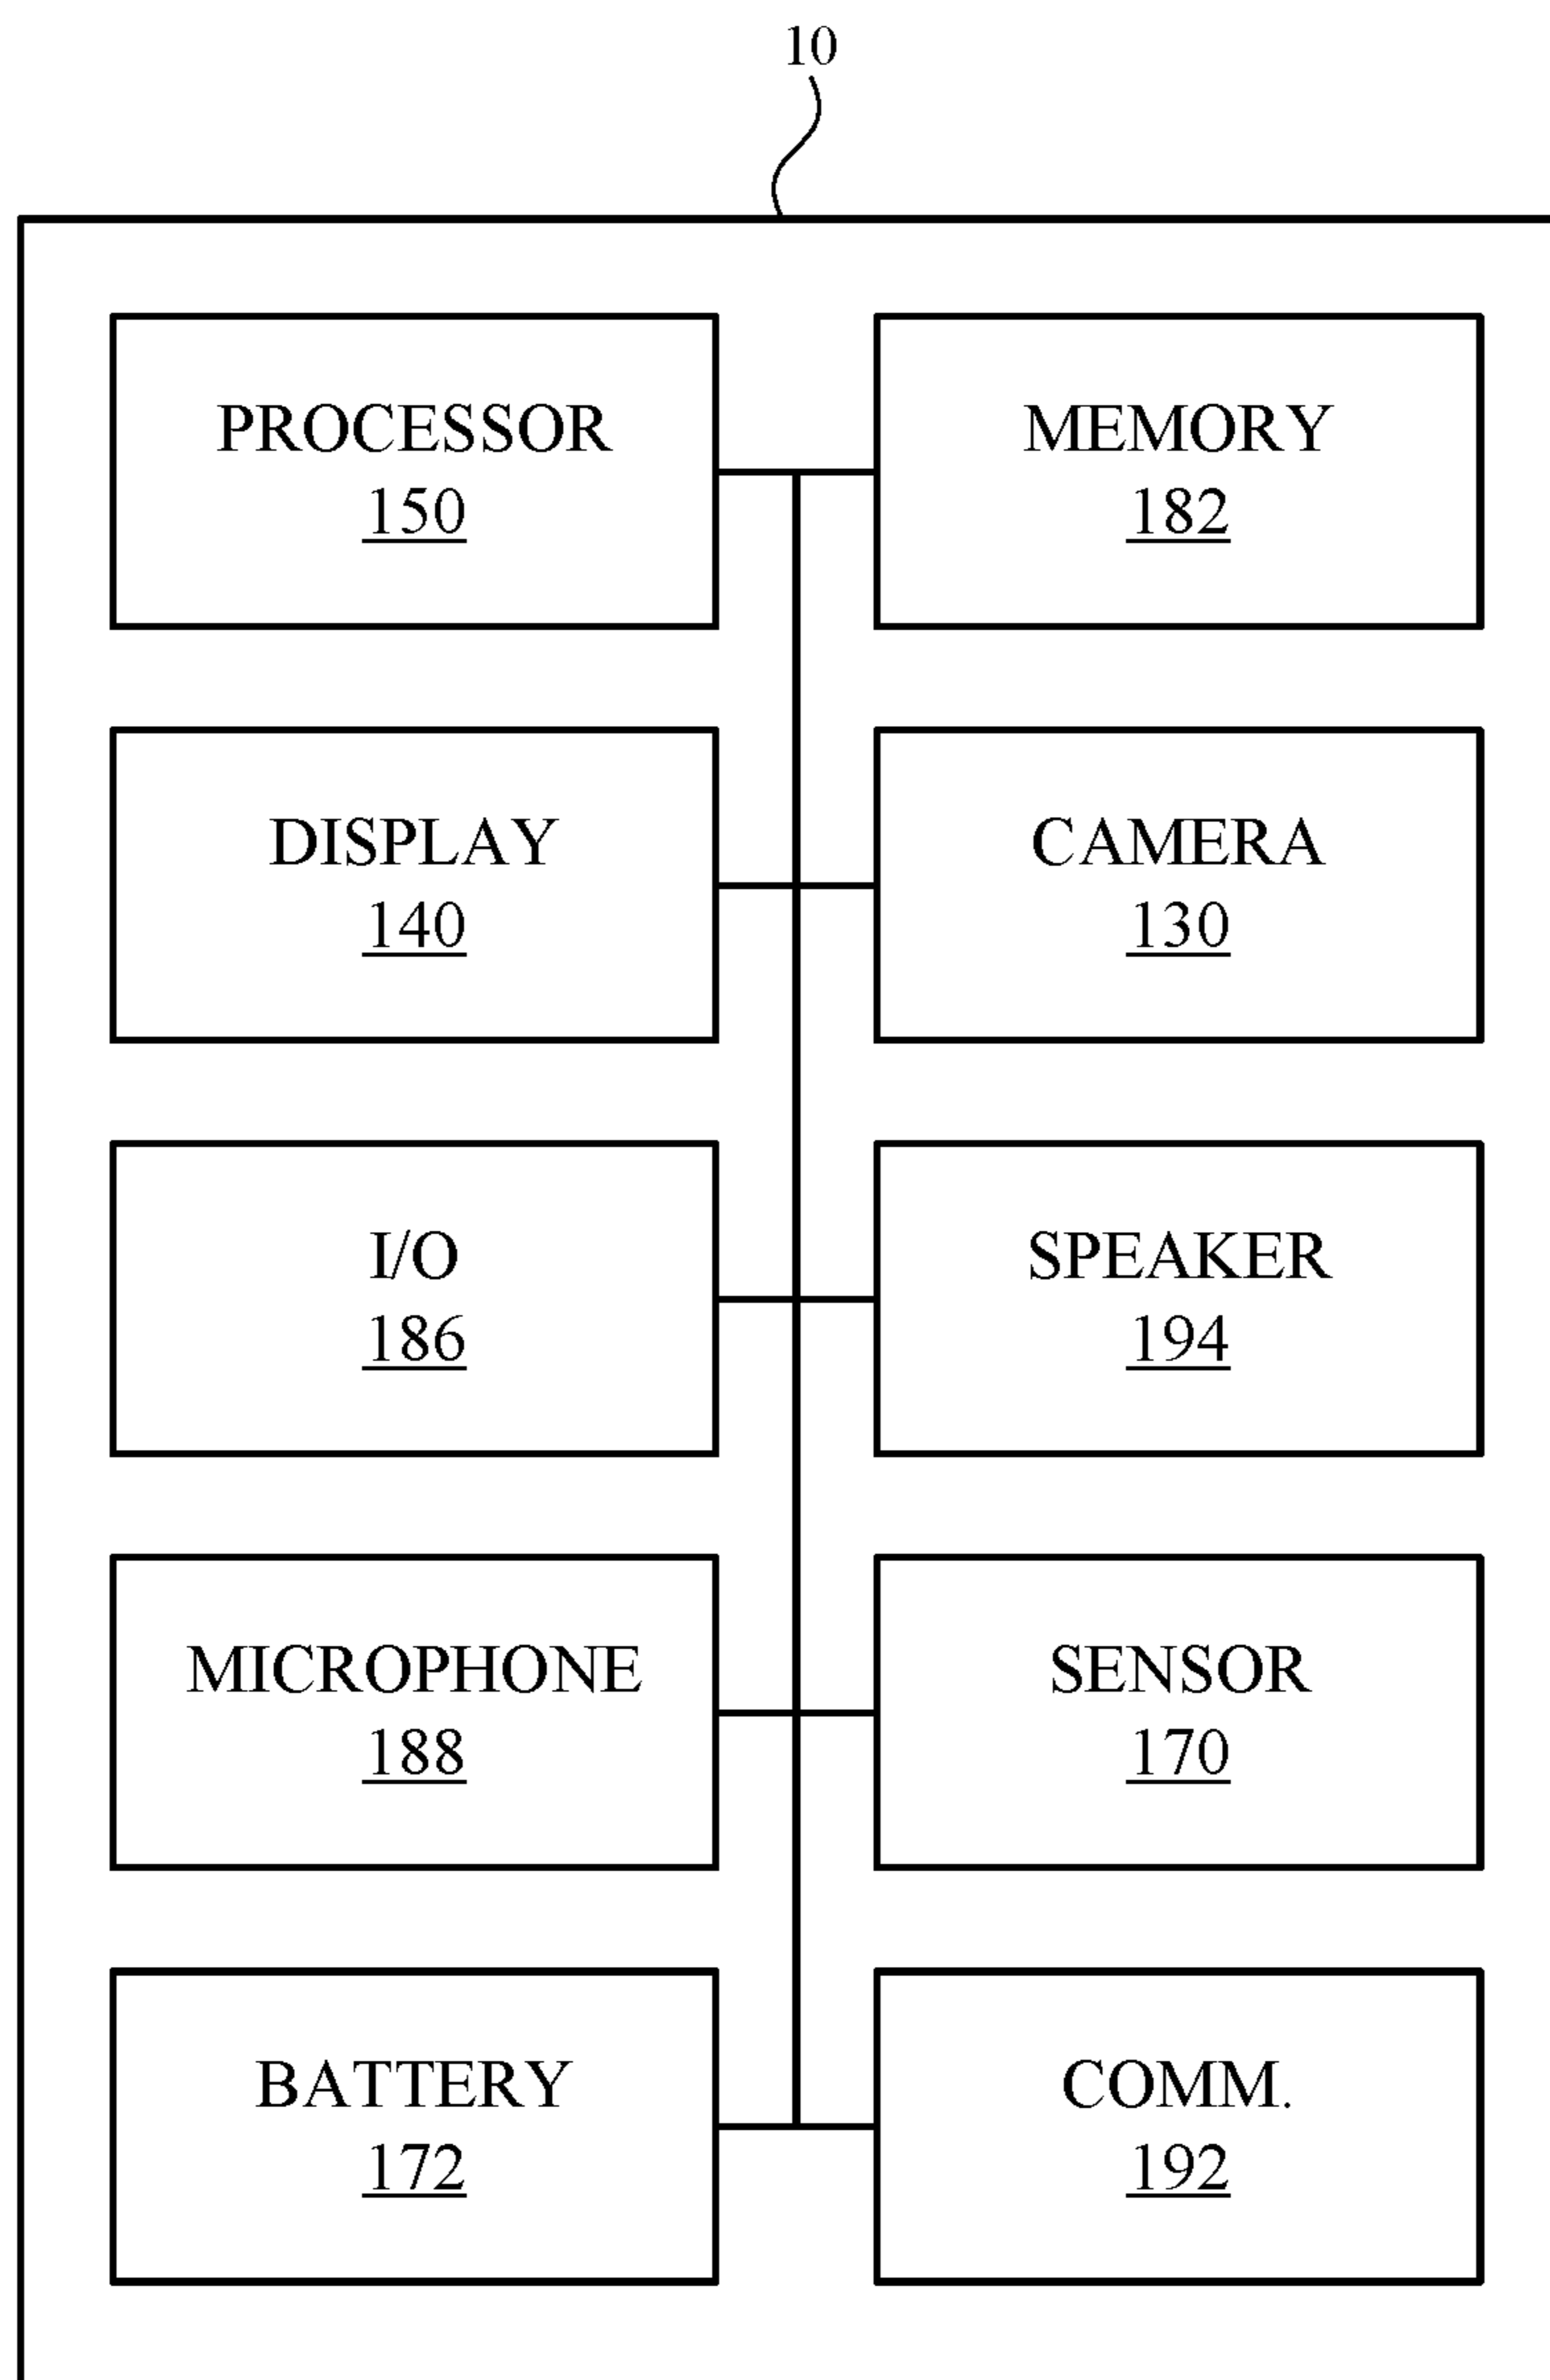 10
PROCESSOR
150
MEMORY
182
DISPLAY
140
CAMERA
130
I/O
186
SPEAKER
194
MICROPHONE
188
SENSOR
170
BATTERY
172
COMM.
192